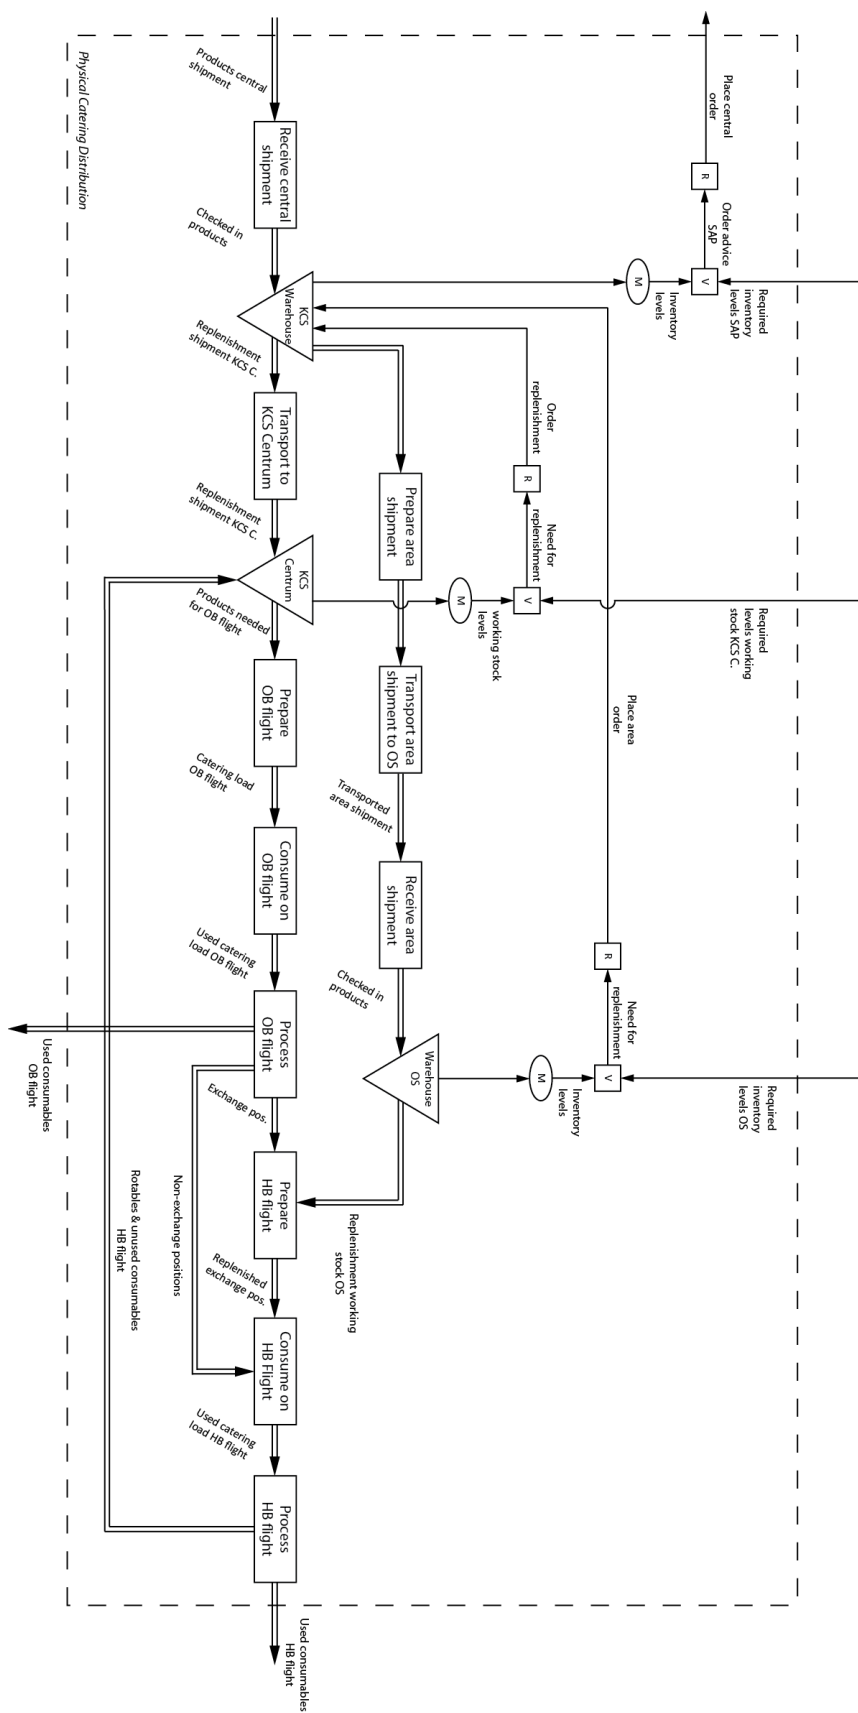 Physical Catering Distribution
Products central
shipment
Receive central
shipment
Checked in
products
KCS
Warehouse
Replenishment
shipment KCS C.
Transport to
KCS Centrum
Replenishment
shipment KCS C.
KCS
Centrum
Products needed
for OB flight
Prepare
OB flight
Catering load
OB flight
Consume on
OB flight
Used catering
load OB flight
Process
OB flight
Used consumables
OB flight
Exchange pos.
Non-exchange positions
Prepare
HB flight
Replenished
exchange pos.
Consume on
HB Flight
Used catering
load HB flight
Process
HB flight
Rotables & unused consumables
HB flight
Used consumables
HB flight
Prepare area
shipment
Transport area
shipment to OS
Transported
area shipment
Receive area
shipment
Checked in
products
Warehouse
OS
Replenishment working
stock OS
M
working stock
levels
V
Need for
replenishment
R
Order
replenishment
Required
levels working
stock KCS C.
M
Inventory
levels
V
Need for
replenishment
R
Place area
order
Required
inventory
levels OS
M
Inventory
levels
V
Order advice
SAP
R
Place central
order
Required
inventory
levels SAP